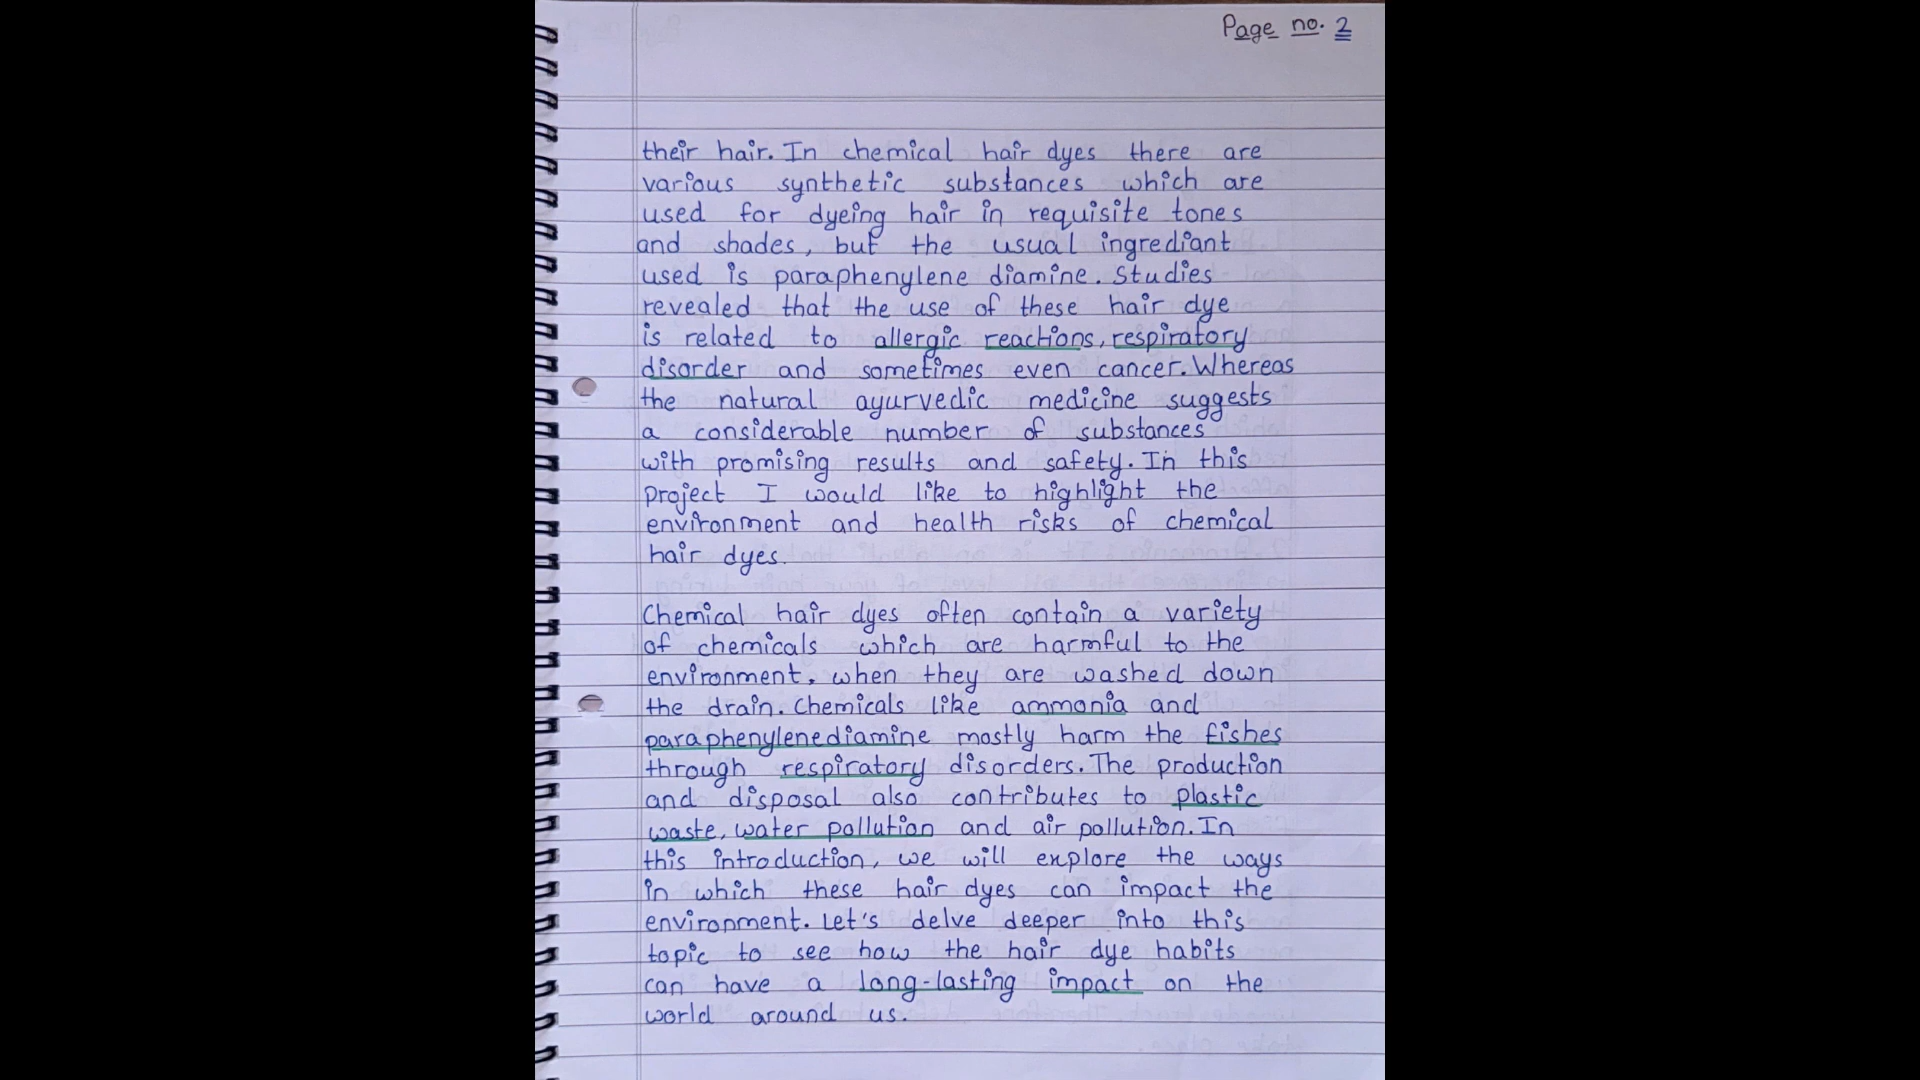 Page no. 2
their hair. In chemical hair dyes there are
various synthetic substances which are
used for dyeing hair in requisite tones
and shades, but the usual ingrediant
used is paraphenylene diamine. Studies
revealed that the use of these hair dye
is related to allergic reactions, respiratory
disorder and sometimes even cancer. Whereas
the natural ayurvedic medicine suggests
a considerable number of substances
with promising results and safety. In this
project I would like to highlight the
environment and health risks of chemical
hair dyes.
Chemical hair dyes often contain a variety
of chemicals which are harmful to the
environment, when they are washed down
the drain. Chemicals like ammonia and
paraphenylenediamine mostly harm the fishes
through respiratory disorders. The production
and disposal also contributes to plastic
waste, water pollution and air pollution. In
this introduction, we will explore the ways
in which these hair dyes can impact the
environment. Let's delve deeper into this
topic to see how the hair dye habits
can have a long-lasting impact on the
world around us.